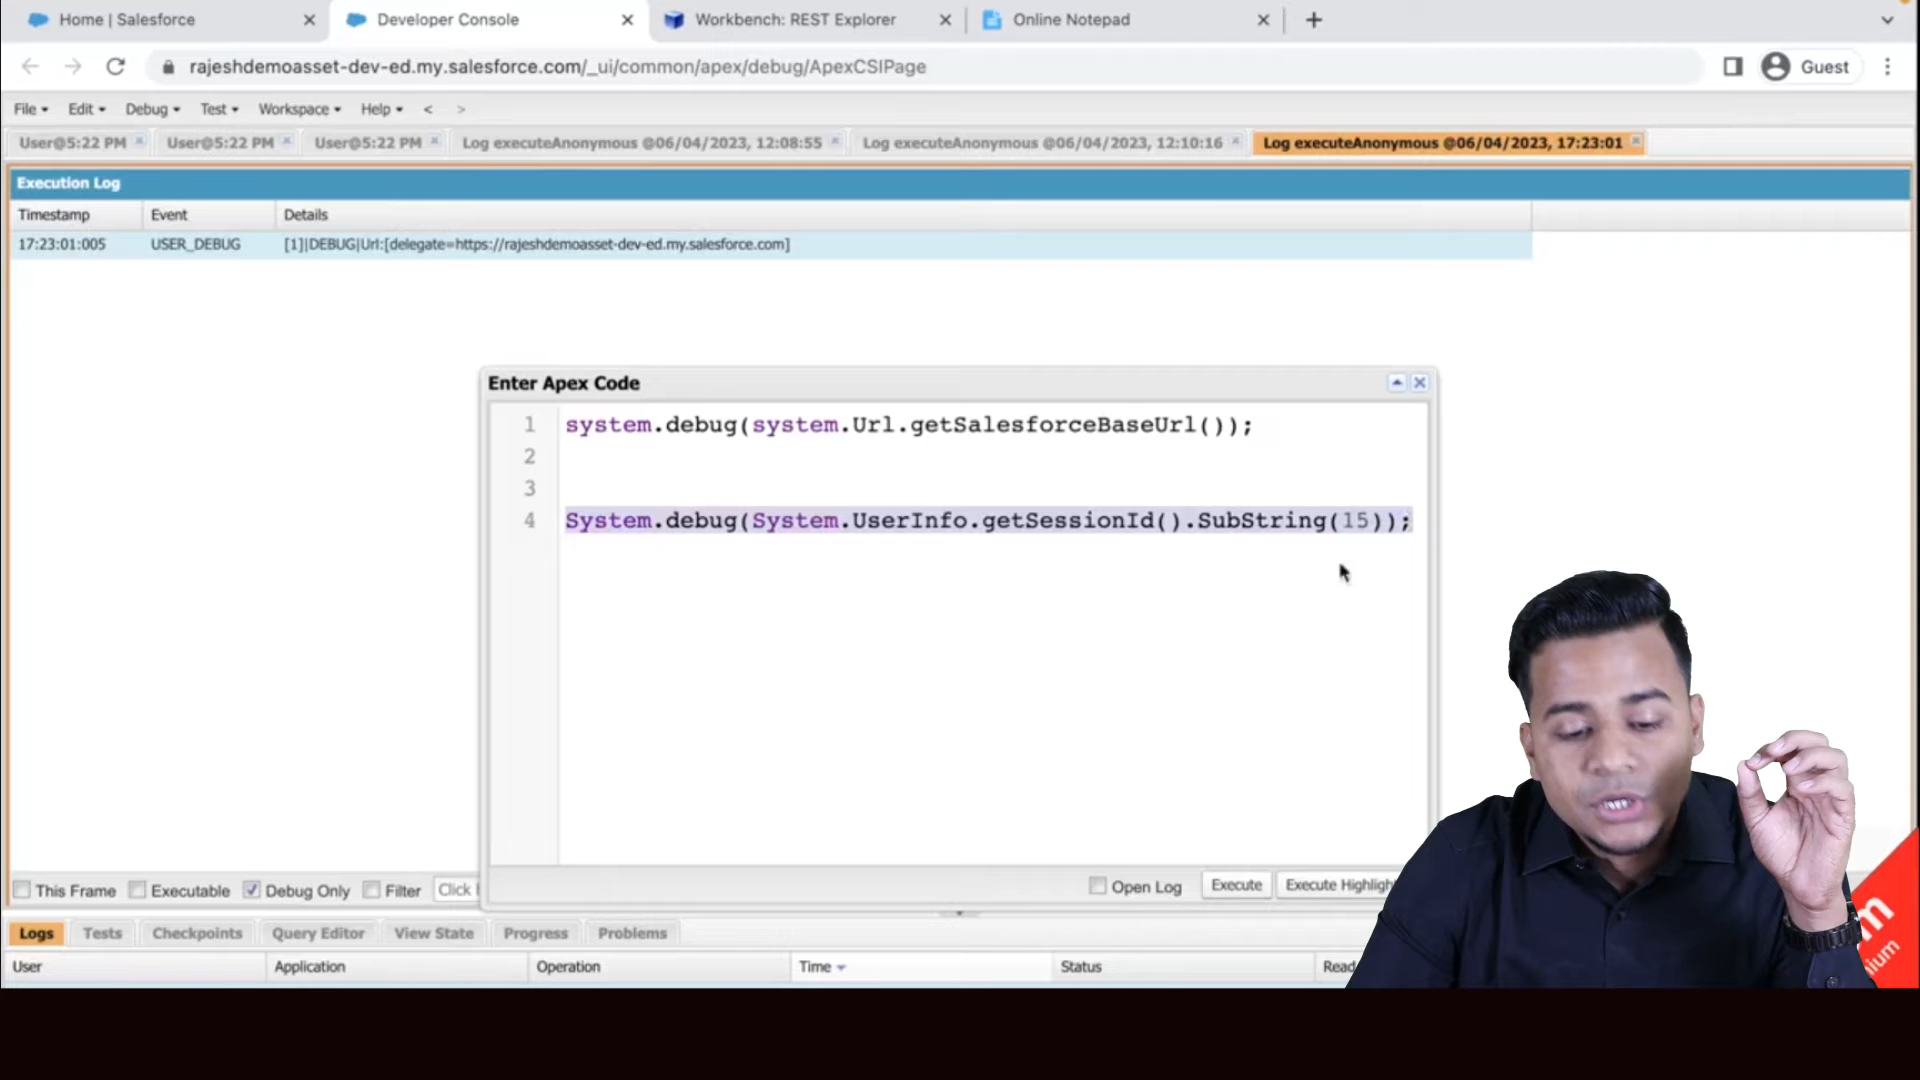 Home | Salesforce
Developer Console
Workbench: REST Explorer
Online Notepad
rajeshdemoasset-dev-ed.my.salesforce.com/_ui/common/apex/debug/ApexCSIPage
Guest
File Edit Debug Test Workspace Help < >
User@5:22 PM
User@5:22 PM
User@5:22 PM
Log executeAnonymous @06/04/2023, 12:08:55
Log executeAnonymous @06/04/2023, 12:10:16
Log executeAnonymous @06/04/2023, 17:23:01
Execution Log
Timestamp Event Details
17:23:01:005 USER_DEBUG [1]|DEBUG|Url:[delegate=https://rajeshdemoasset-dev-ed.my.salesforce.com]
Enter Apex Code
1 system.debug(system.Url.getSalesforceBaseUrl());
2
3
4 System.debug(System.UserInfo.getSessionId().SubString(15));
This Frame Executable Debug Only Filter Click
Open Log Execute Execute Highligh
Logs Tests Checkpoints Query Editor View State Progress Problems
User Application Operation Time Status Read